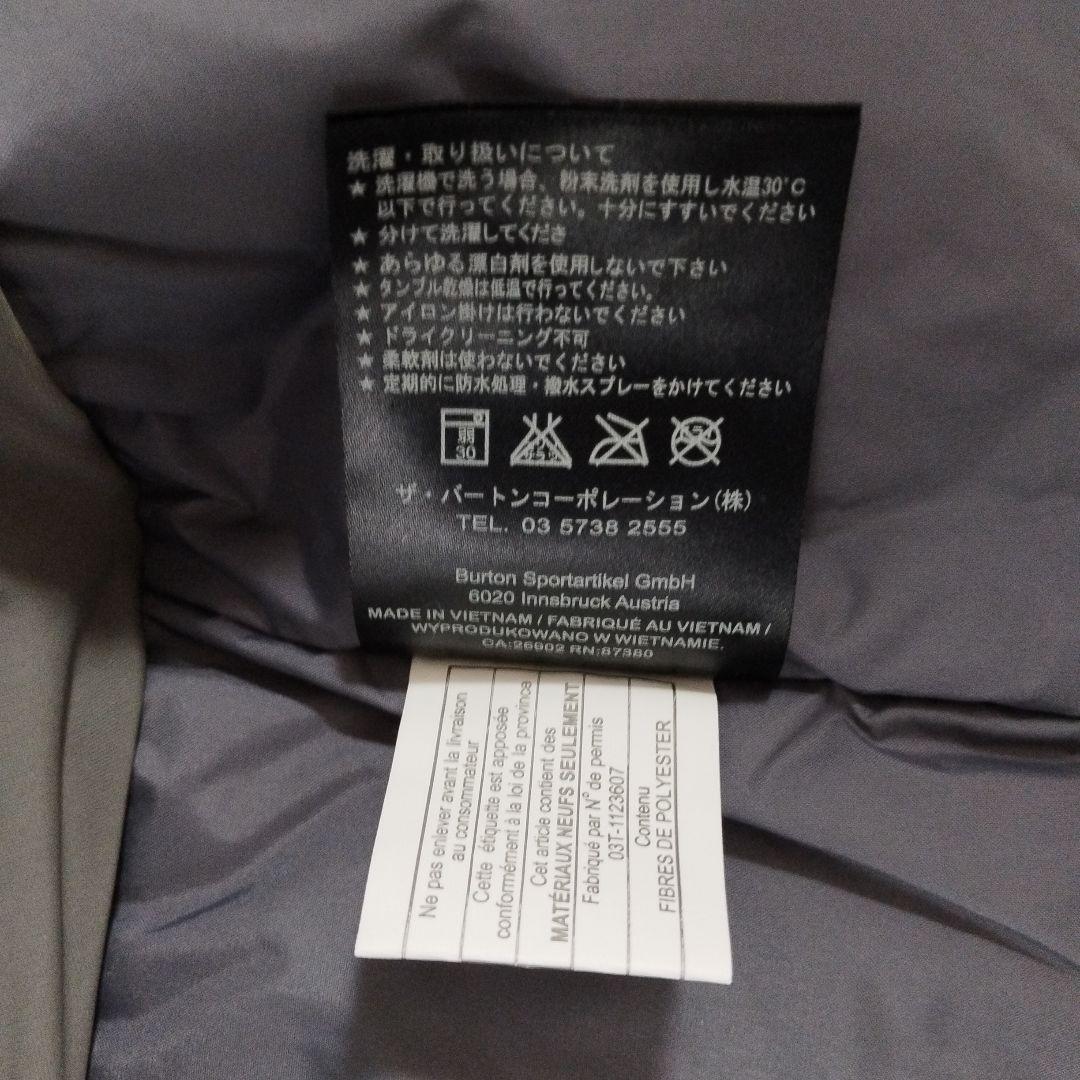 洗濯・取り扱いについて
★ 洗濯機で洗う場合、粉末洗剤を使用し水温30°C
以下で行ってください。十分にすすいでください
★ 分けて洗濯してくださ
★ あらゆる漂白剤を使用しないで下さい
★ タンブル乾燥は低温で行ってください。
★ アイロン掛けは行わないでください
★ ドライクリーニング不可
★ 柔軟剤は使わないでください
★ 定期的に防水処理・撥水スプレーをかけてください
弱
30
ザ・バートンコーポレーション(株)
TEL. 03 5738 2555
Burton Sportartikel GmbH
6020 Innsbruck Austria
MADE IN VIETNAM / FABRIQUÉ AU VIETNAM /
WYPRODUKOWANO W WIETNAMIE.
CA:26902 RN:87380
Ne pas enlever avant la livraison
au consommateur
Cette étiquette est apposée
conformément à la loi de la province
Cet article contient des
MATÉRIAUX NEUFS SEULEMENT
Fabriqué par N° de permis
03T-1123607
Contenu
FIBRES DE POLYESTER